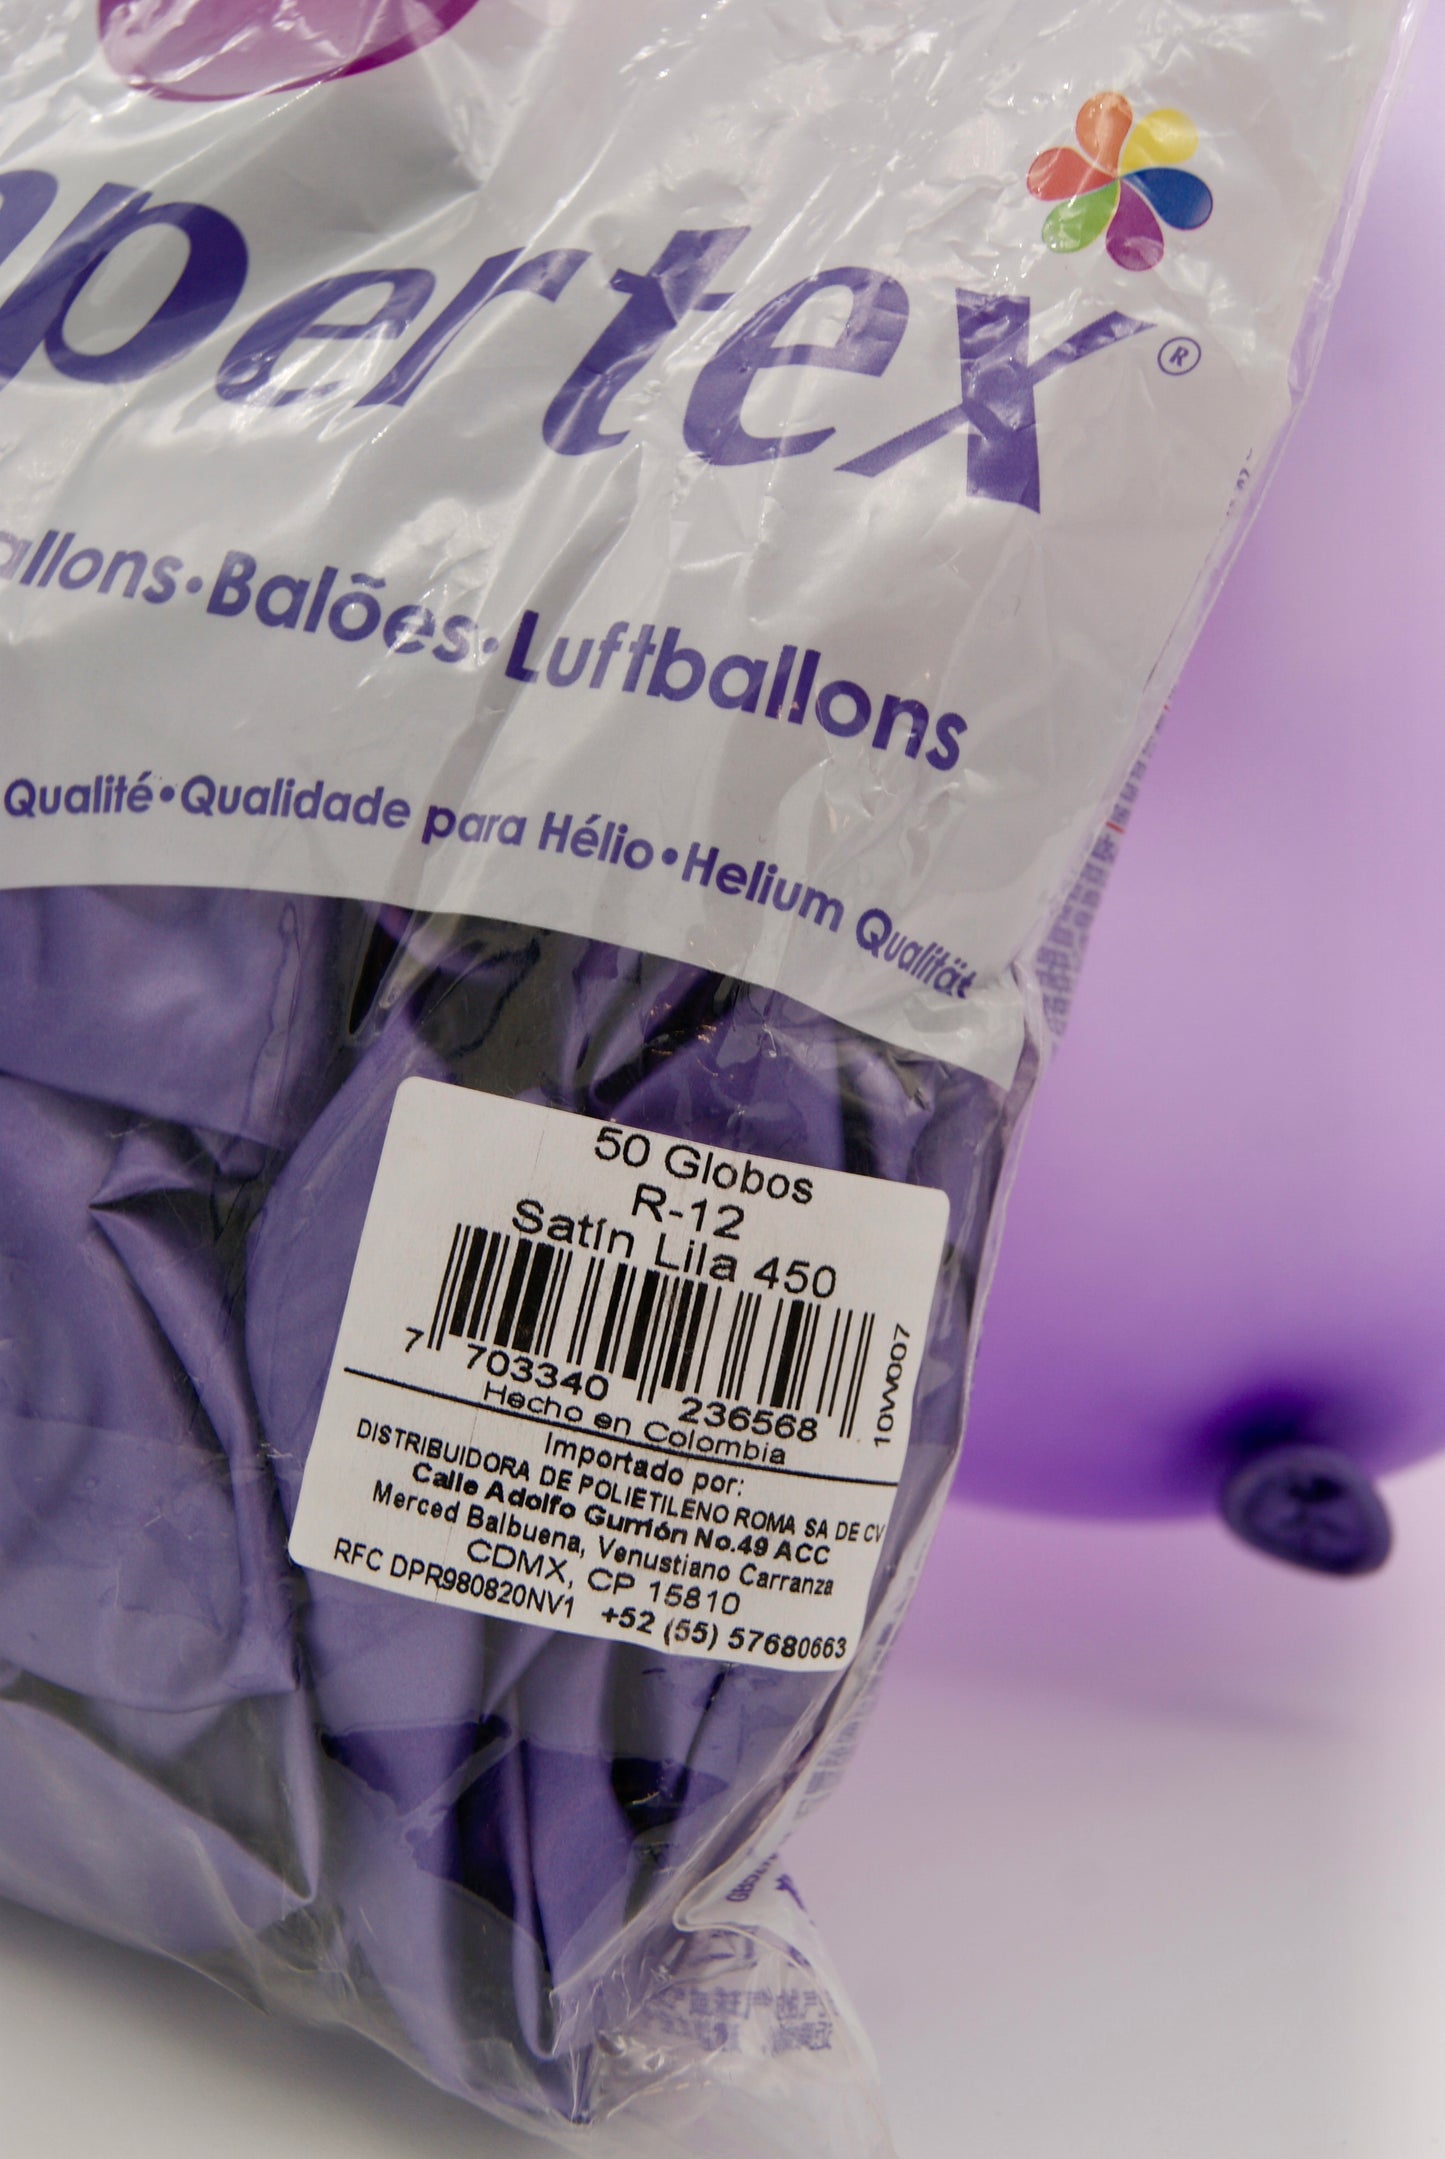 pertex®
allons•Balões•Luftballons
Qualité•Qualidade para Hélio•Helium Qualität
50 Globos
R-12
Satín Lila 450
7 703340 236568
10W007
Hecho en Colombia
Importado por:
DISTRIBUIDORA DE POLIETILENO ROMA SA DE CV
Calle Adolfo Gurrión No.49 ACC
Merced Balbuena, Venustiano Carranza
CDMX, CP 15810
RFC DPR980820NV1 +52 (55) 57680663